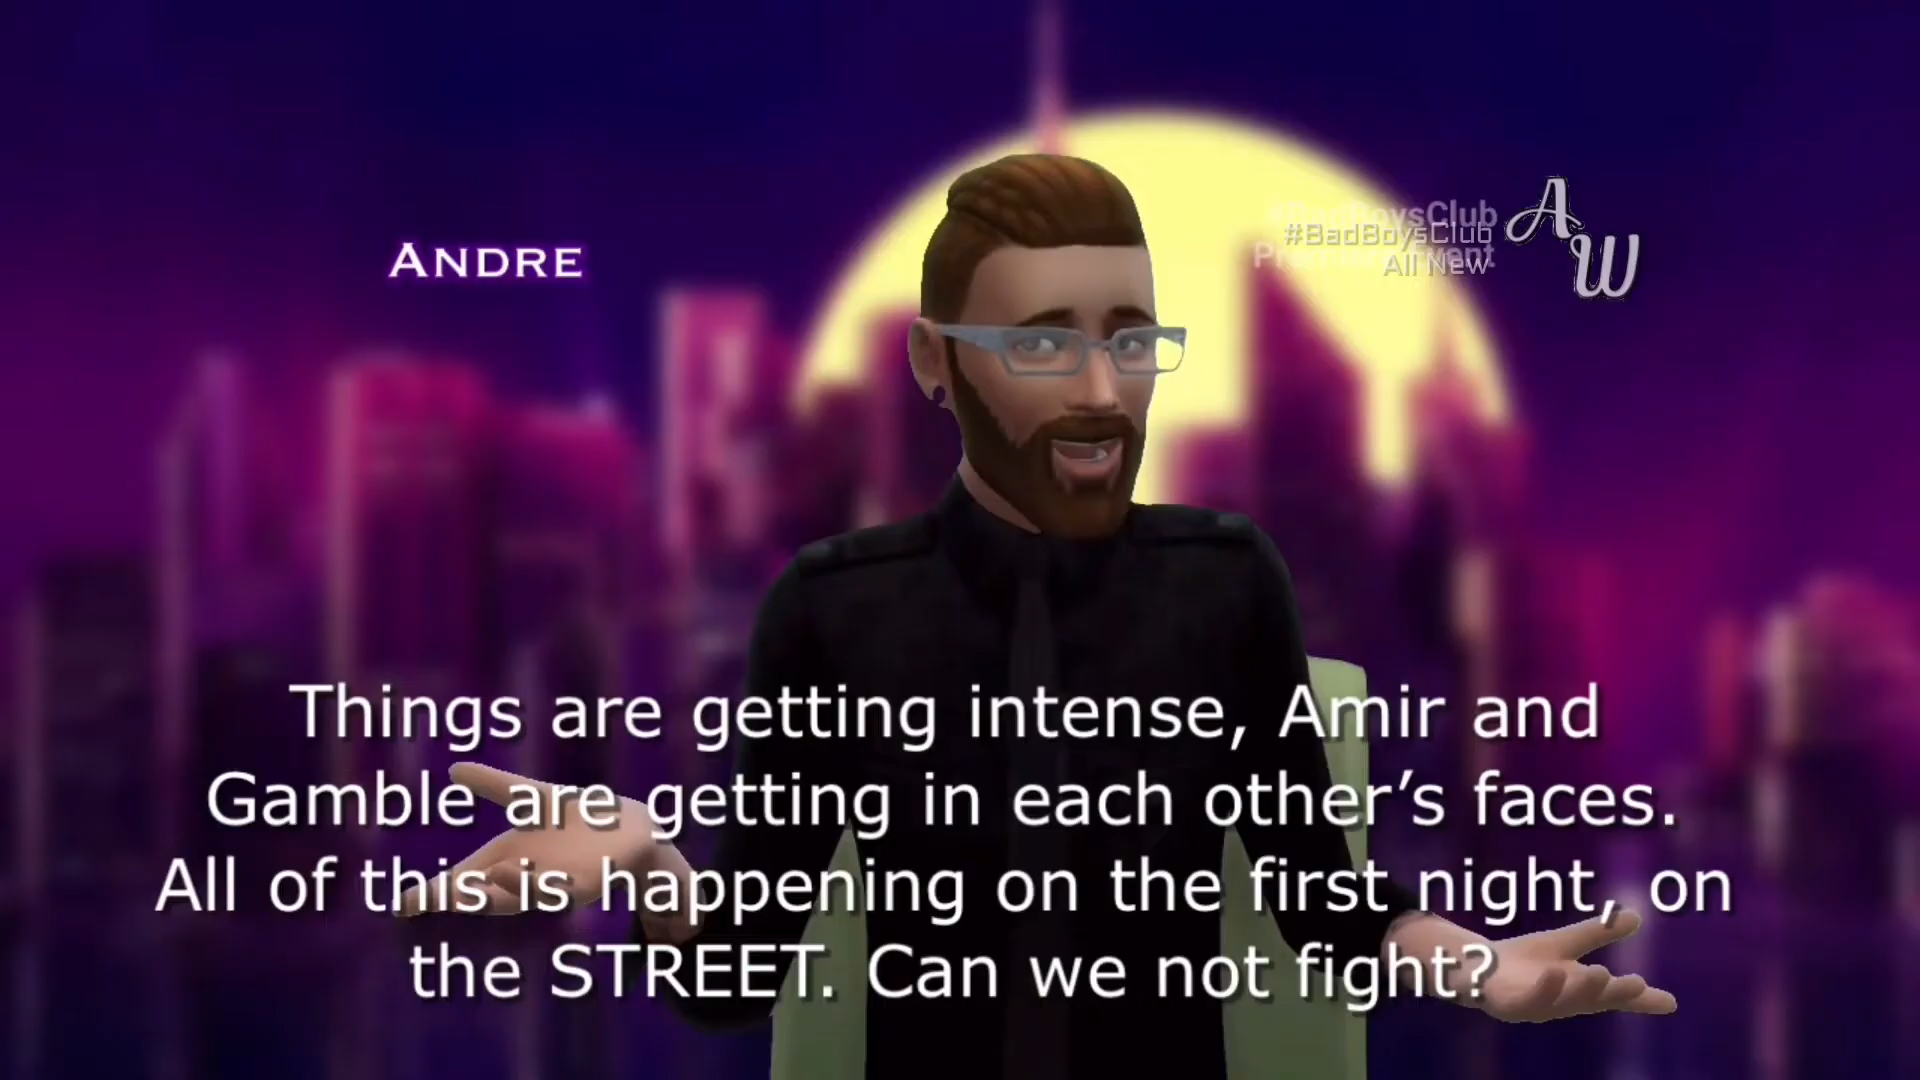 ANDRE
#BadBoysClub
#BadBoysClub
All New
AW
Things are getting intense, Amir and
Gamble are getting in each other’s faces.
All of this is happening on the first night, on
the STREET. Can we not fight?